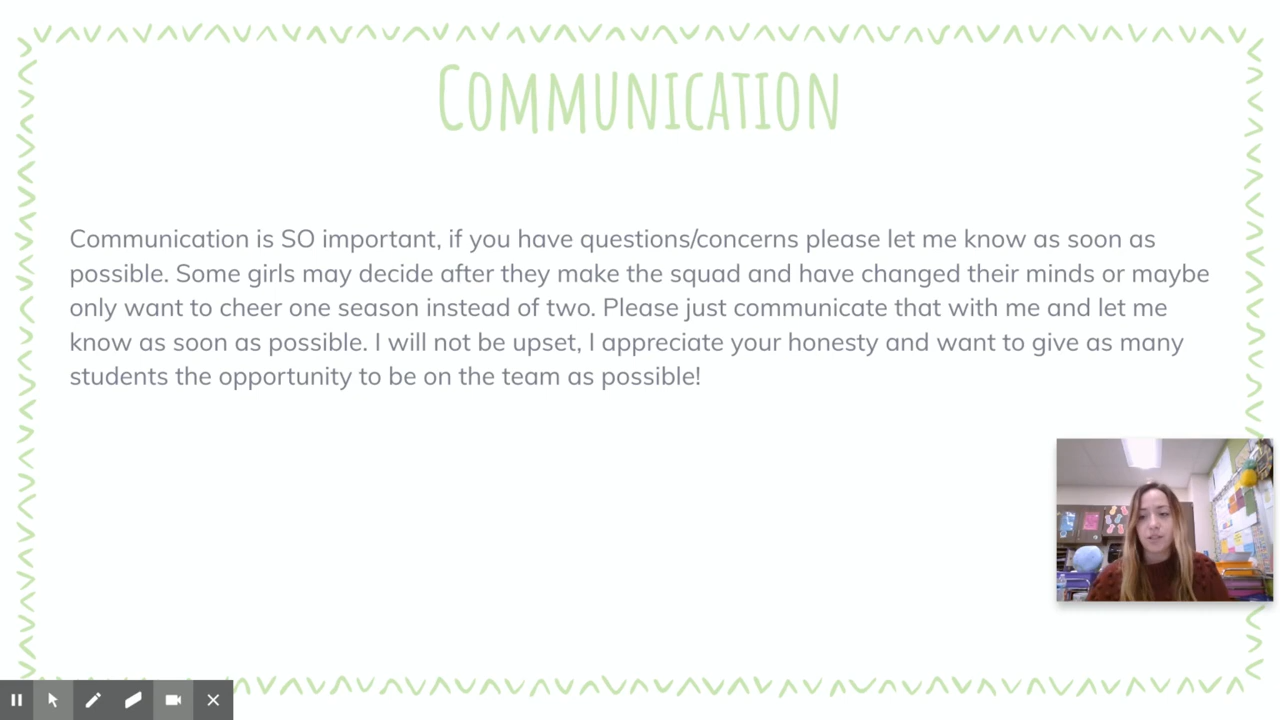 Communication
Communication is SO important, if you have questions/concerns please let me know as soon as
possible. Some girls may decide after they make the squad and have changed their minds or maybe
only want to cheer one season instead of two. Please just communicate that with me and let me
know as soon as possible. I will not be upset, I appreciate your honesty and want to give as many
students the opportunity to be on the team as possible!